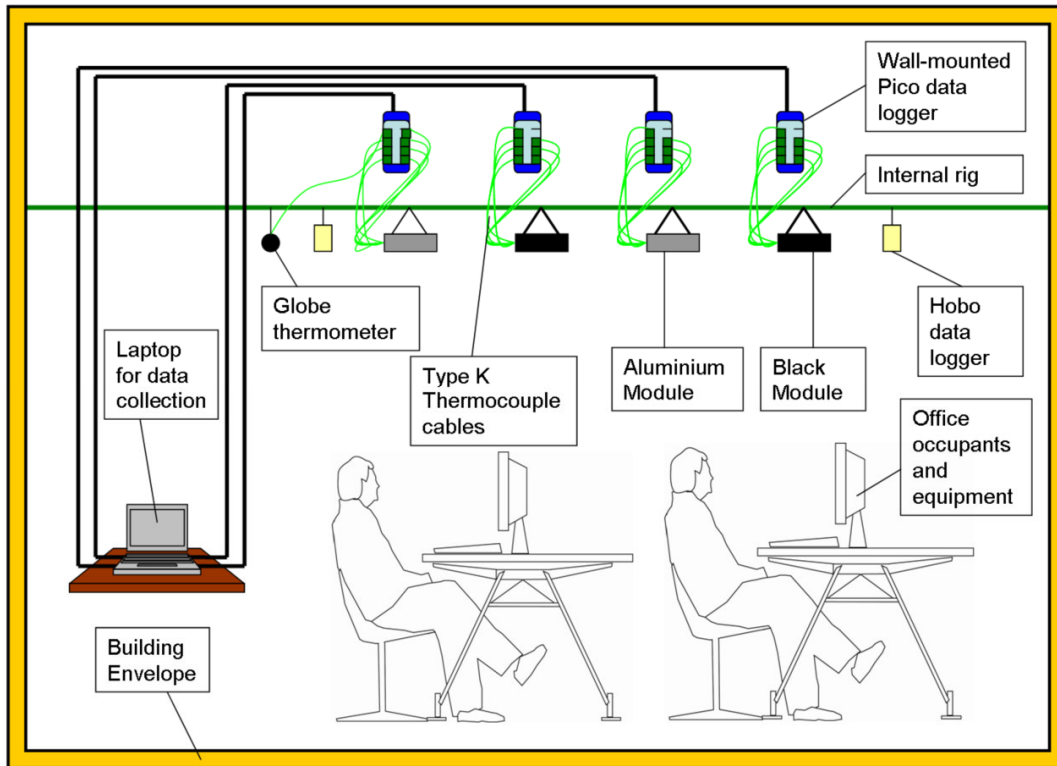 Wall-mounted
Pico data
logger
Internal rig
Globe
thermometer
Hobo
data
logger
Laptop
for data
collection
Type K
Thermocouple
cables
Aluminium
Module
Black
Module
Office
occupants
and
equipment
Building
Envelope